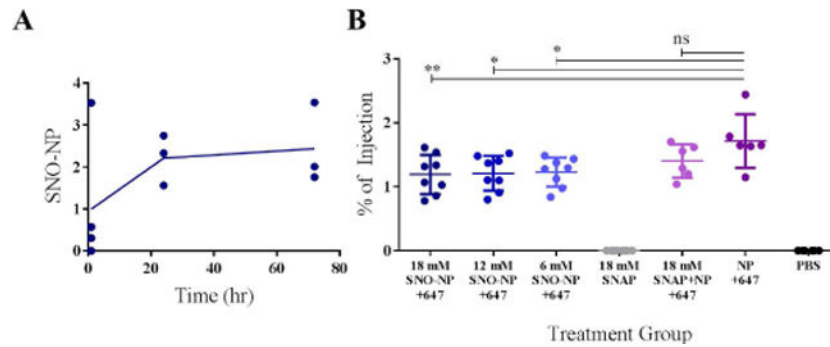 A
SNO-NP
4
3
2
1
0
0 20 40 60 80
Time (hr)
B
ns
*
*
**
% of Injection
3
2
1
0
18 mM SNO-NP +647
12 mM SNO-NP +647
6 mM SNO-NP +647
18 mM SNAP
18 mM SNAP+NP +647
NP +647
PBS
Treatment Group